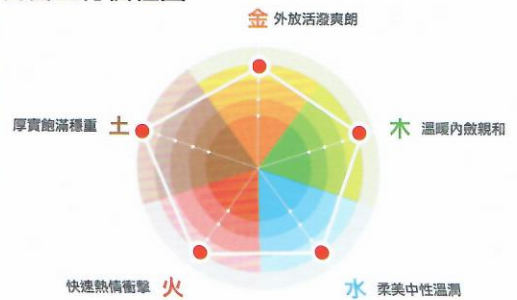 金 外放活潑爽朗
厚實飽滿穩重 土
木 溫暖內斂親和
快速熱情衝擊 火
水 柔美中性溫潤